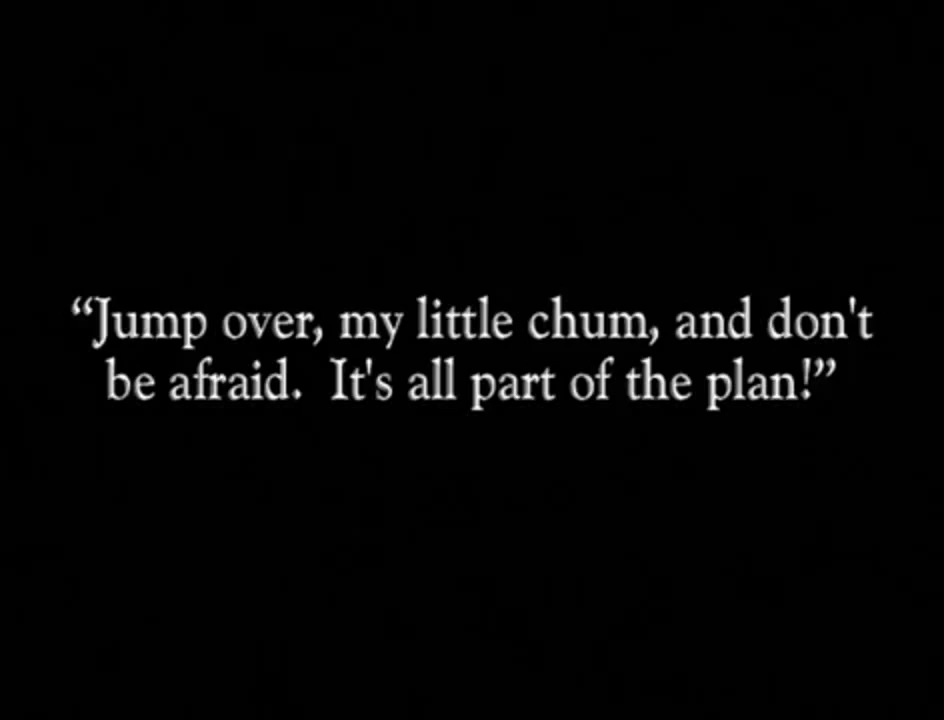 “Jump over, my little chum, and don't
be afraid.  It's all part of the plan!”